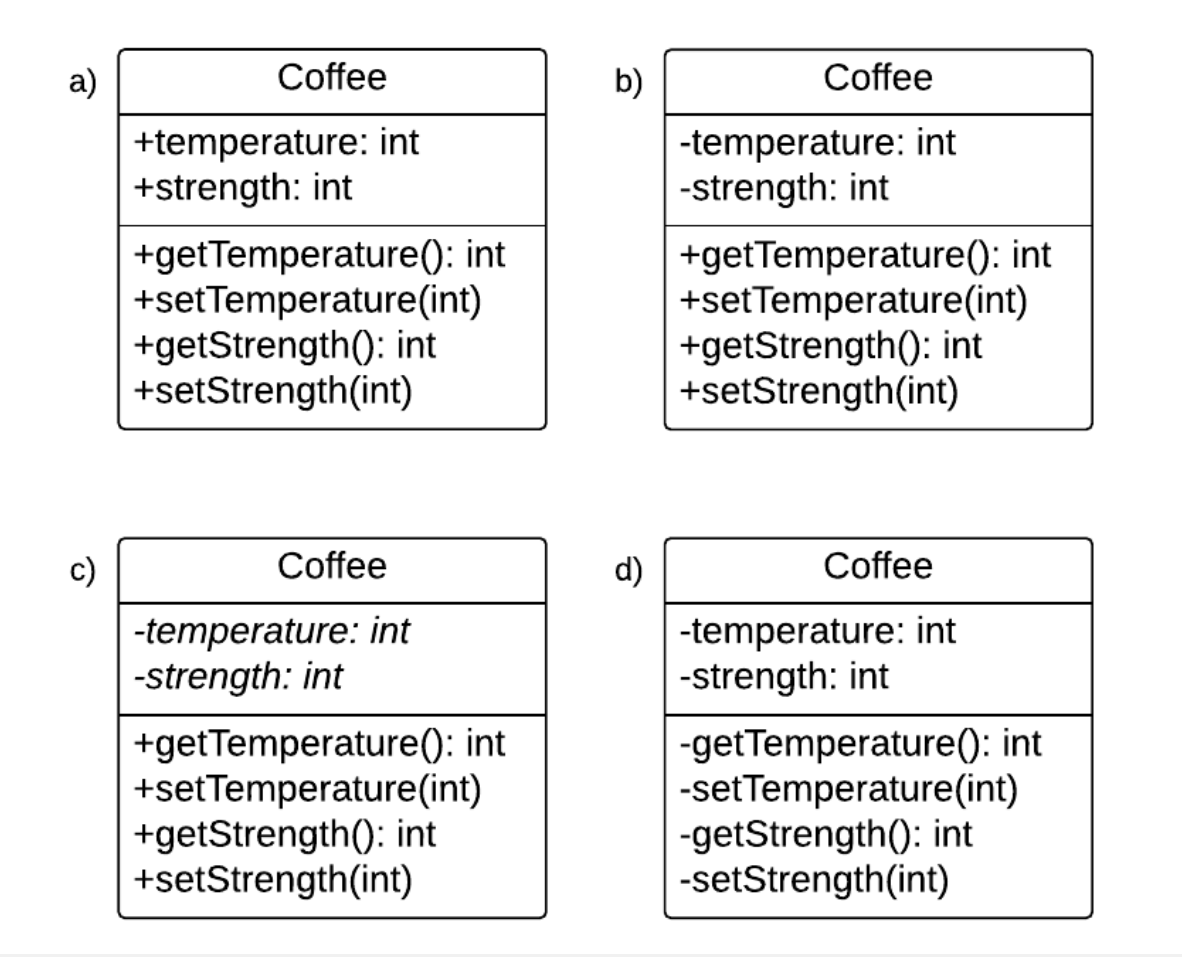 a)
Coffee
+temperature: int
+strength: int
+getTemperature(): int
+setTemperature(int)
+getStrength(): int
+setStrength(int)
b)
Coffee
-temperature: int
-strength: int
+getTemperature(): int
+setTemperature(int)
+getStrength(): int
+setStrength(int)
c)
Coffee
-temperature: int
-strength: int
+getTemperature(): int
+setTemperature(int)
+getStrength(): int
+setStrength(int)
d)
Coffee
-temperature: int
-strength: int
-getTemperature(): int
-setTemperature(int)
-getStrength(): int
-setStrength(int)